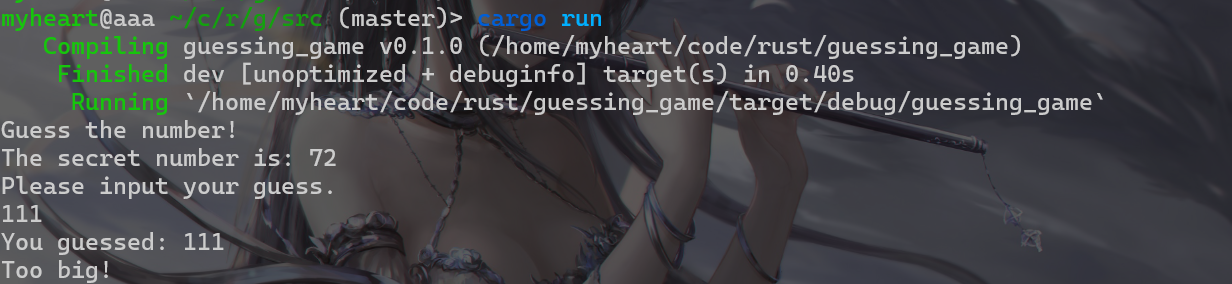 myheart@aaa ~/c/r/g/src (master)> cargo run
   Compiling guessing_game v0.1.0 (/home/myheart/code/rust/guessing_game)
    Finished dev [unoptimized + debuginfo] target(s) in 0.40s
     Running `/home/myheart/code/rust/guessing_game/target/debug/guessing_game`
Guess the number!
The secret number is: 72
Please input your guess.
111
You guessed: 111
Too big!